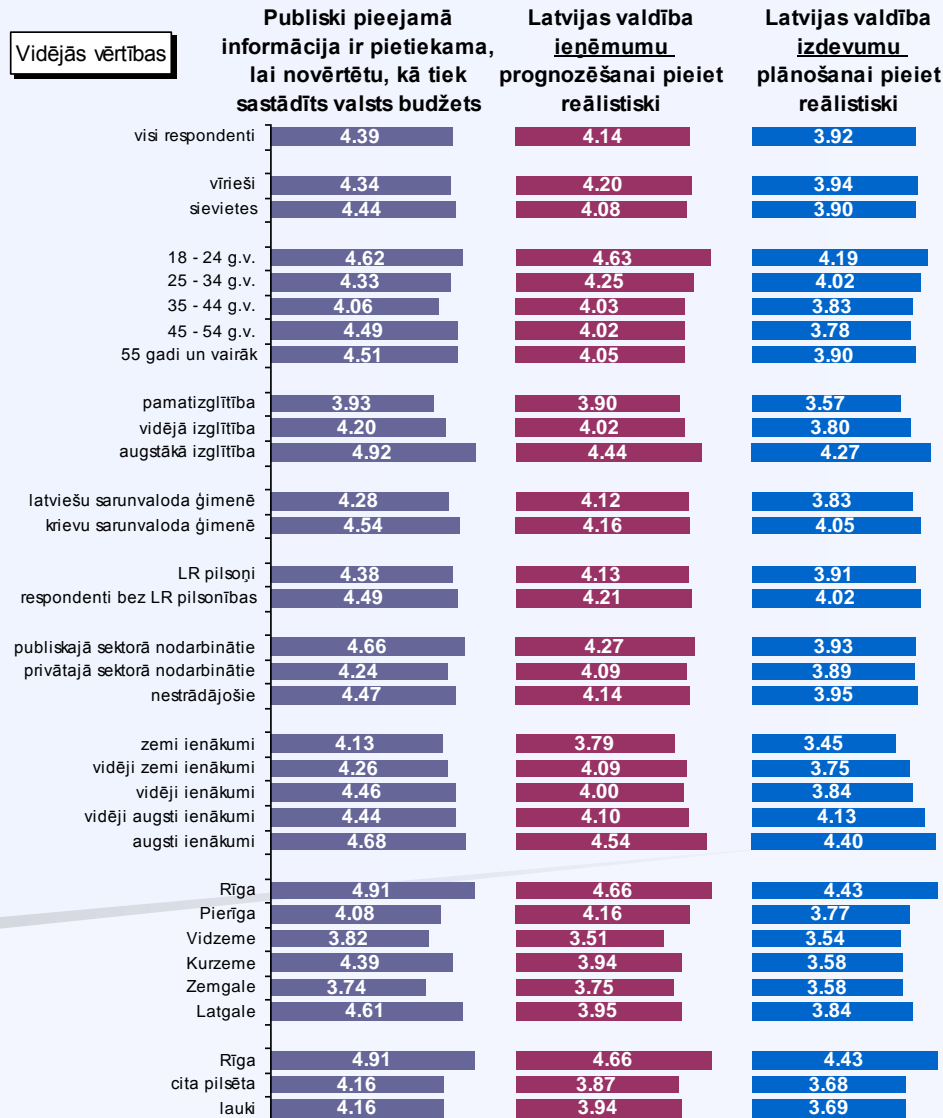 Vidējās vērtības
Publiski pieejamā
informācija ir pietiekama,
lai novērtētu, kā tiek
sastādīts valsts budžets
Latvijas valdība
ieņēmumu
prognozēšanai pieiet
reālistiski
Latvijas valdība
izdevumu
plānošanai pieiet
reālistiski
visi respondenti 4.39 4.14 3.92
vīrieši 4.34 4.20 3.94
sievietes 4.44 4.08 3.90
18 - 24 g.v. 4.62 4.63 4.19
25 - 34 g.v. 4.33 4.25 4.02
35 - 44 g.v. 4.06 4.03 3.83
45 - 54 g.v. 4.49 4.02 3.78
55 gadi un vairāk 4.51 4.05 3.90
pamatizglītība 3.93 3.90 3.57
vidējā izglītība 4.20 4.02 3.80
augstākā izglītība 4.92 4.44 4.27
latviešu sarunvaloda ģimenē 4.28 4.12 3.83
krievu sarunvaloda ģimenē 4.54 4.16 4.05
LR pilsoņi 4.38 4.13 3.91
respondenti bez LR pilsonības 4.49 4.21 4.02
publiskajā sektorā nodarbinātie 4.66 4.27 3.93
privātajā sektorā nodarbinātie 4.24 4.09 3.89
nestrādājošie 4.47 4.14 3.95
zemi ienākumi 4.13 3.79 3.45
vidēji zemi ienākumi 4.26 4.09 3.75
vidēji ienākumi 4.46 4.00 3.84
vidēji augsti ienākumi 4.44 4.10 4.13
augsti ienākumi 4.68 4.54 4.40
Rīga 4.91 4.66 4.43
Pierīga 4.08 4.16 3.77
Vidzeme 3.82 3.51 3.54
Kurzeme 4.39 3.94 3.58
Zemgale 3.74 3.75 3.58
Latgale 4.61 3.95 3.84
Rīga 4.91 4.66 4.43
cita pilsēta 4.16 3.87 3.68
lauki 4.16 3.94 3.69